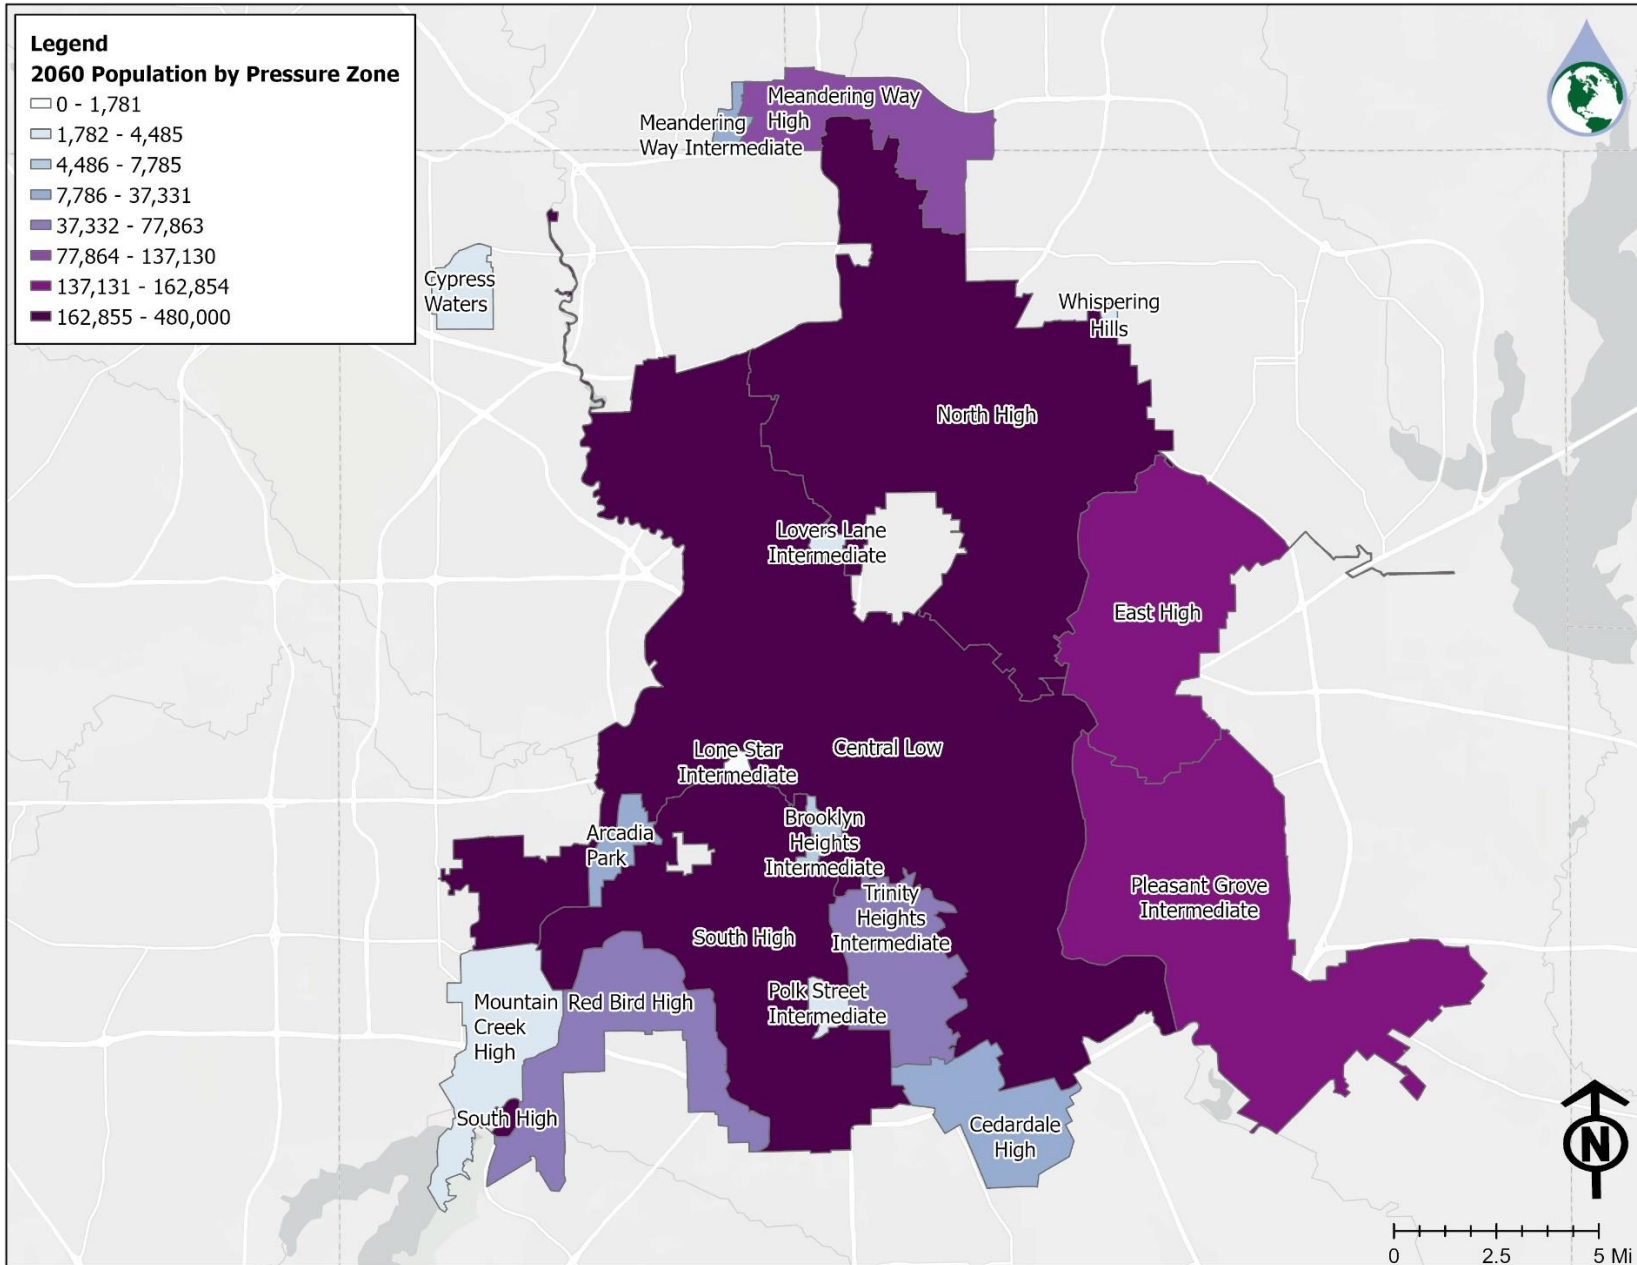 Legend
2060 Population by Pressure Zone
0 - 1,781
1,782 - 4,485
4,486 - 7,785
7,786 - 37,331
37,332 - 77,863
77,864 - 137,130
137,131 - 162,854
162,855 - 480,000
Meandering Way
High
Meandering
Way Intermediate
Cypress
Waters
Whispering
Hills
North High
Lovers Lane
Intermediate
East High
Lone Star
Intermediate
Central Low
Arcadia
Park
Brooklyn
Heights
Intermediate
Trinity
Heights
Intermediate
Pleasant Grove
Intermediate
South High
Mountain
Creek
High
Red Bird High
Polk Street
Intermediate
South High
Cedardale
High
N
0 2.5 5 Mi